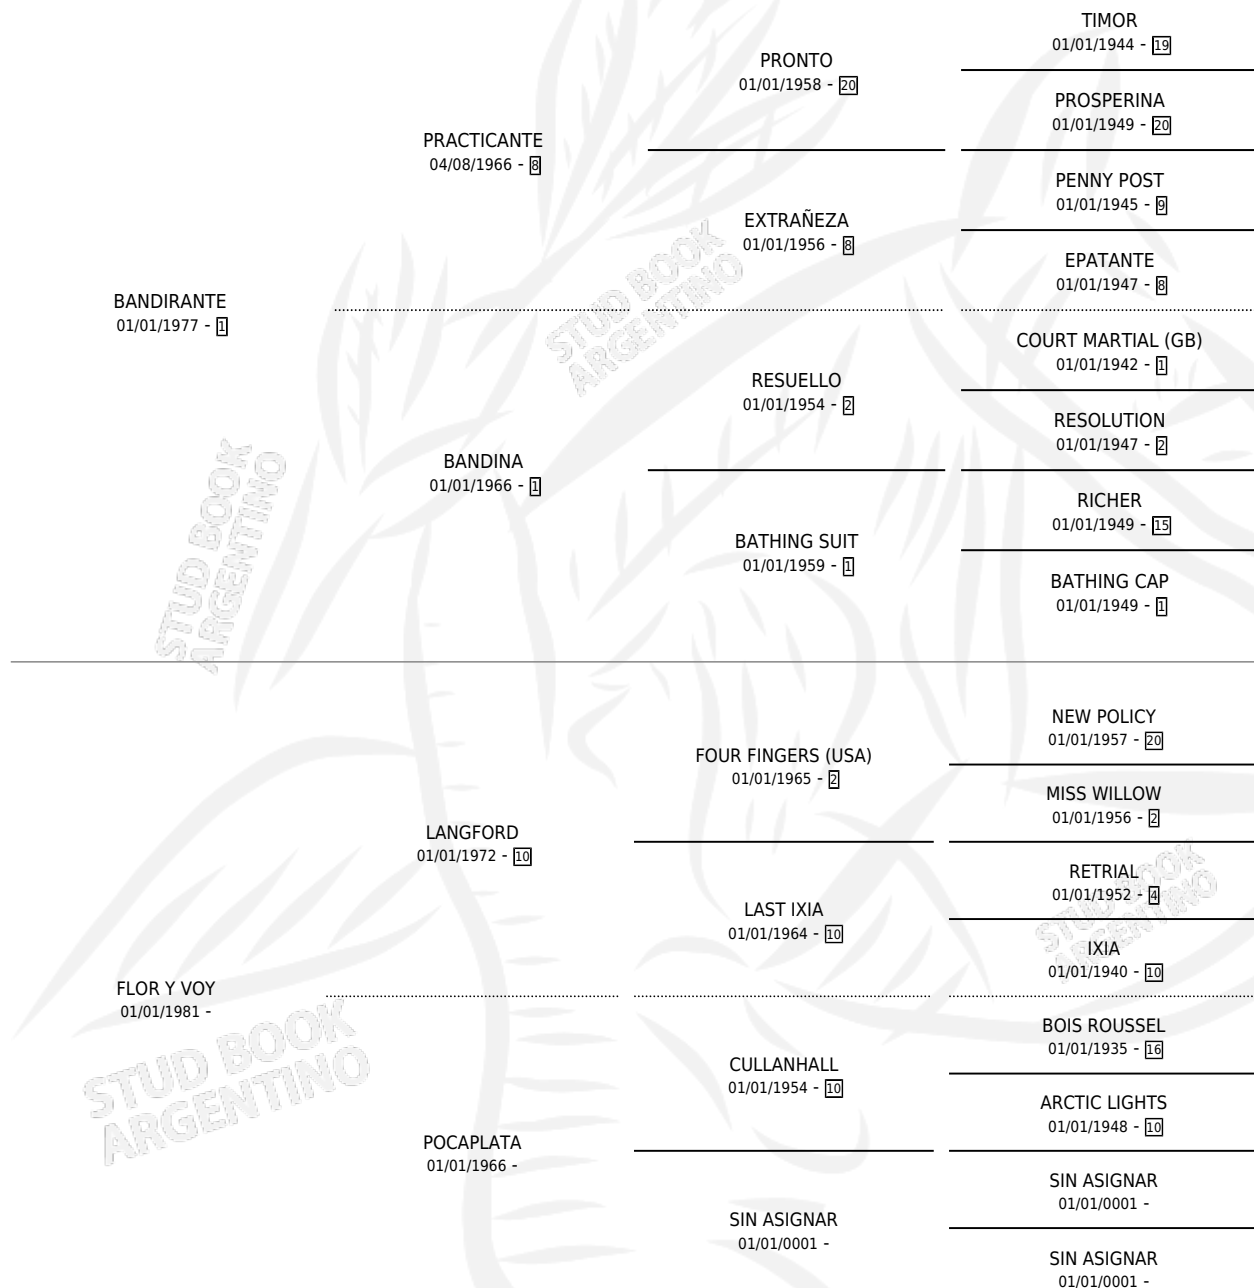 TIMOR
01/01/1944 - 19
PRONTO
01/01/1958 - 20
PROSPERINA
01/01/1949 - 20
PRACTICANTE
04/08/1966 - 8
PENNY POST
01/01/1945 - 9
EXTRAÑEZA
01/01/1956 - 8
EPATANTE
01/01/1947 - 8
BANDIRANTE
01/01/1977 - 1
COURT MARTIAL (GB)
01/01/1942 - 1
RESUELLO
01/01/1954 - 2
RESOLUTION
01/01/1947 - 2
BANDINA
01/01/1966 - 1
RICHER
01/01/1949 - 15
BATHING SUIT
01/01/1959 - 1
BATHING CAP
01/01/1949 - 1
NEW POLICY
01/01/1957 - 20
FOUR FINGERS (USA)
01/01/1965 - 2
MISS WILLOW
01/01/1956 - 2
LANGFORD
01/01/1972 - 10
RETRIAL
01/01/1952 - 4
LAST IXIA
01/01/1964 - 10
IXIA
01/01/1940 - 10
FLOR Y VOY
01/01/1981 -
BOIS ROUSSEL
01/01/1935 - 16
CULLANHALL
01/01/1954 - 10
ARCTIC LIGHTS
01/01/1948 - 10
POCAPLATA
01/01/1966 -
SIN ASIGNAR
01/01/0001 -
SIN ASIGNAR
01/01/0001 -
SIN ASIGNAR
01/01/0001 -
STUD BOOK
ARGENTINO
STUD BOOK
ARGENTINO
STUD BOOK
ARGENTINO
STUD BOOK
ARGENTINO